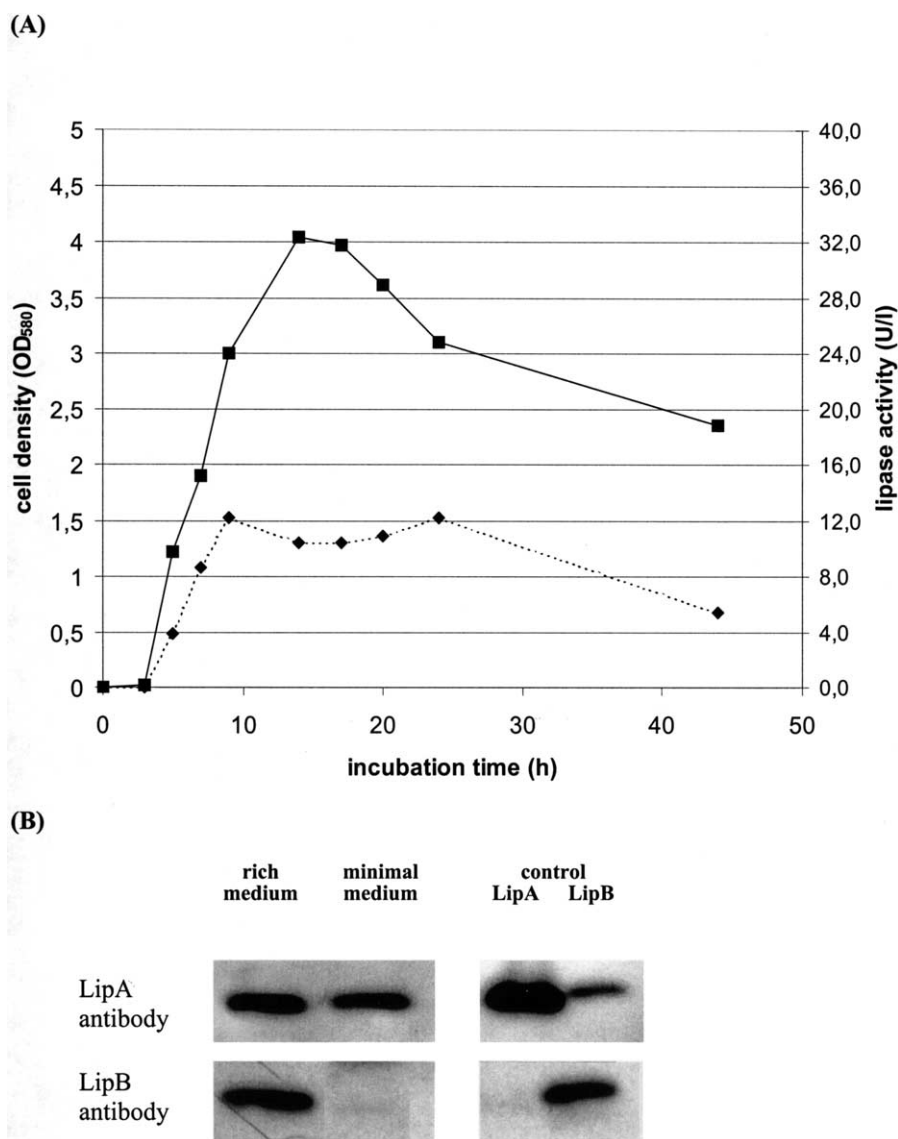 (A)
5
4,5
4
3,5
3
2,5
2
1,5
1
0,5
0
cell density (OD580)
40,0
36,0
32,0
28,0
24,0
20,0
16,0
12,0
8,0
4,0
0,0
lipase activity (U/l)
0 10 20 30 40 50
incubation time (h)
(B)
rich minimal control
medium medium LipA LipB
LipA
antibody
LipB
antibody